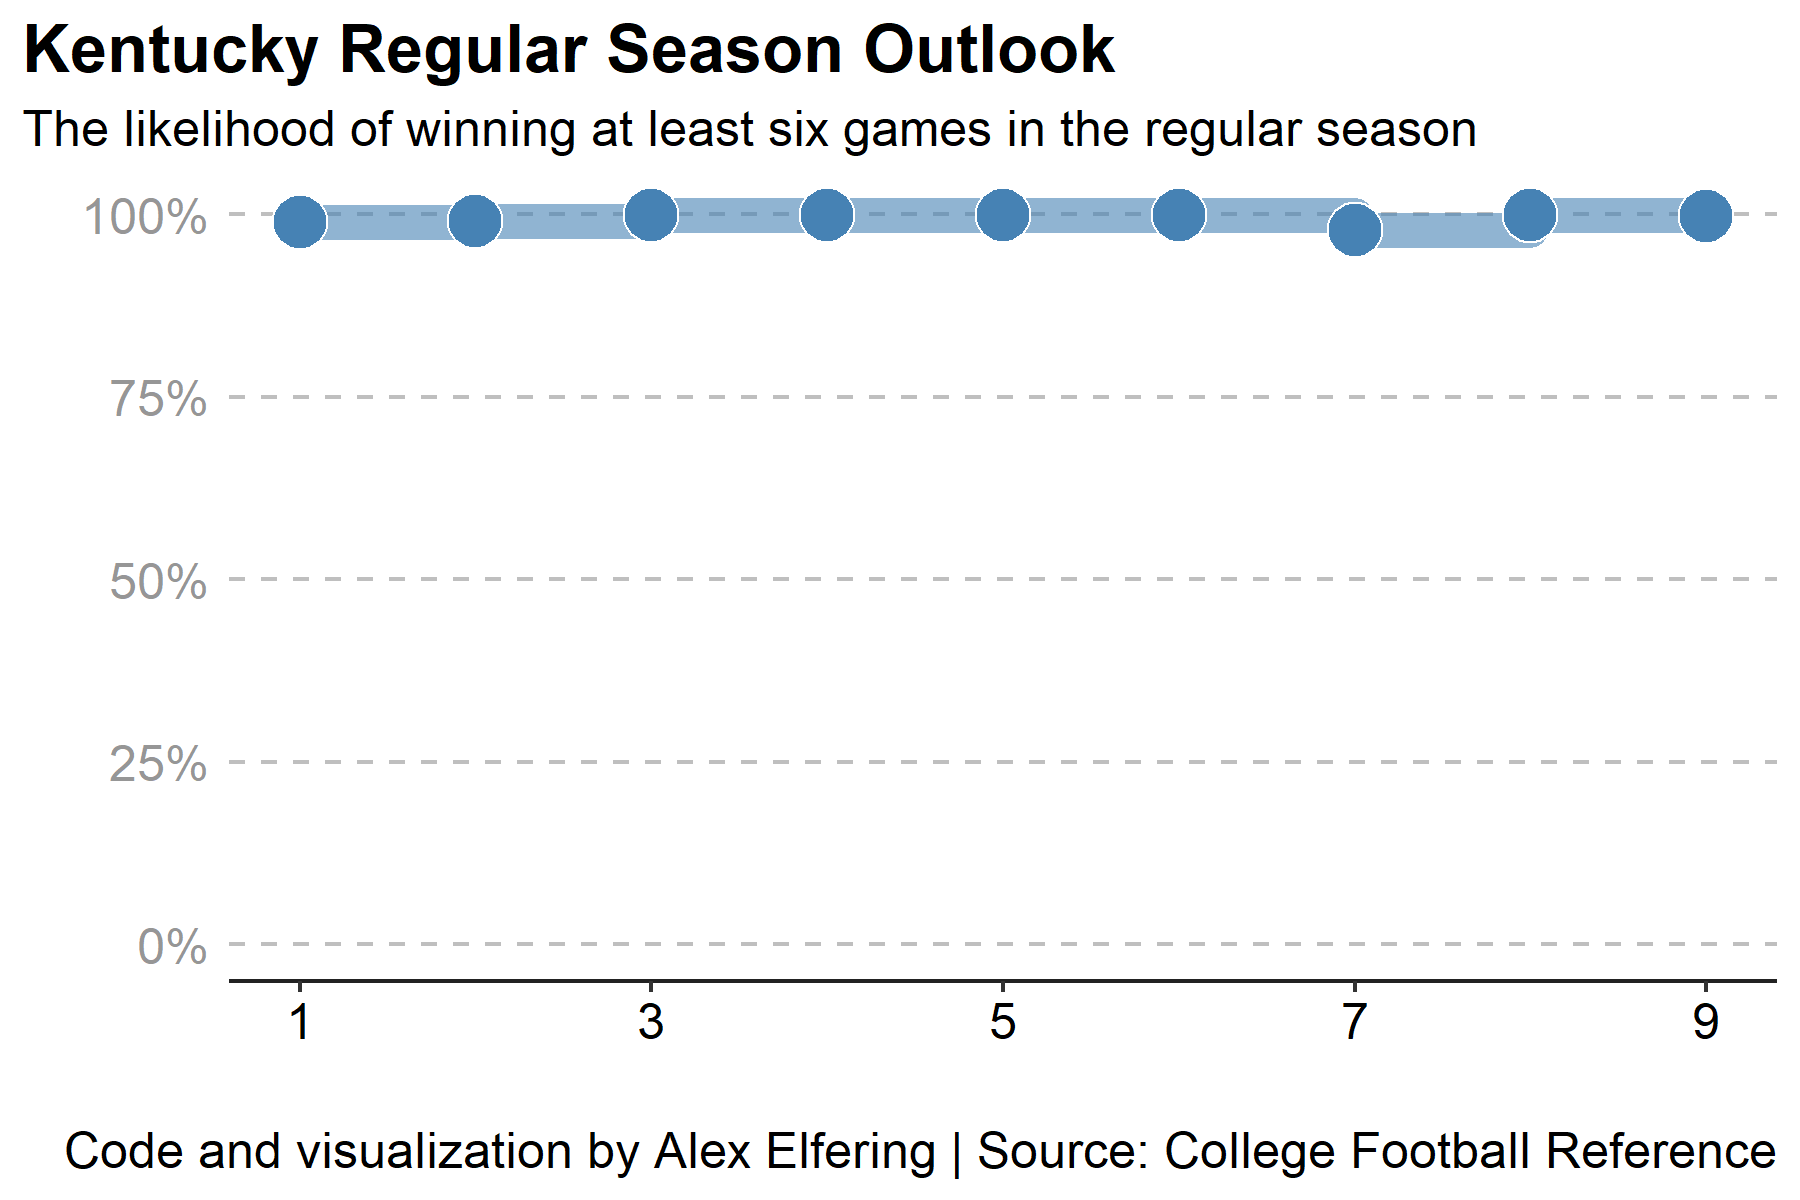 Kentucky Regular Season Outlook
The likelihood of winning at least six games in the regular season
100%
75%
50%
25%
0%
1 3 5 7 9
Code and visualization by Alex Elfering | Source: College Football Reference